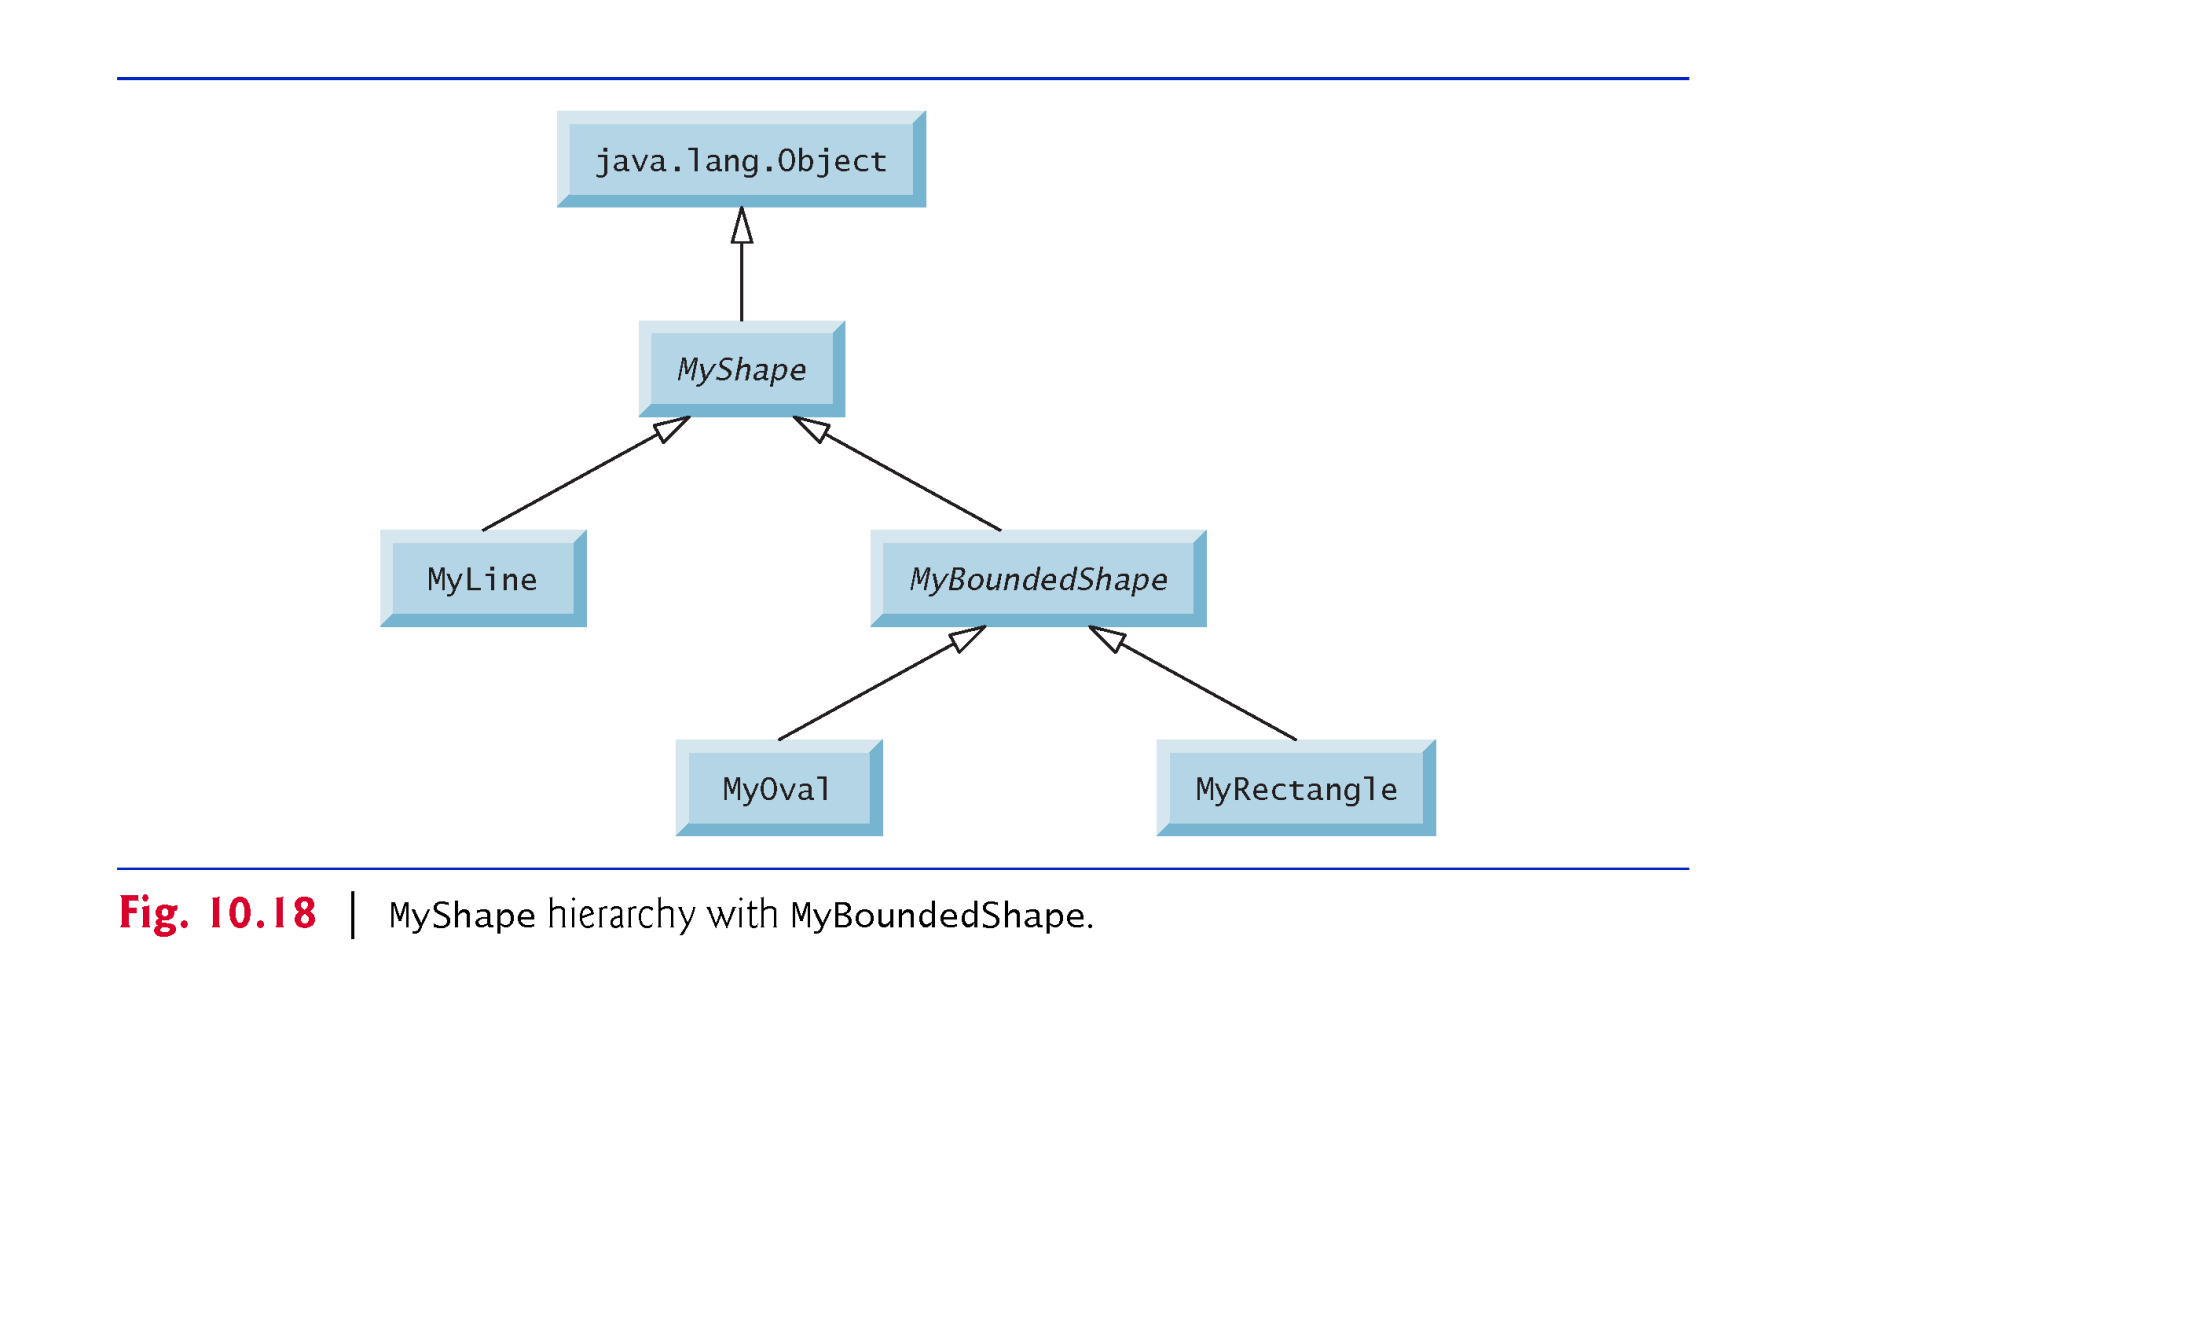 java.lang.Object
MyShape
MyLine
MyBoundedShape
MyOval
MyRectangle
Fig. 10.18 | MyShape hierarchy with MyBoundedShape.